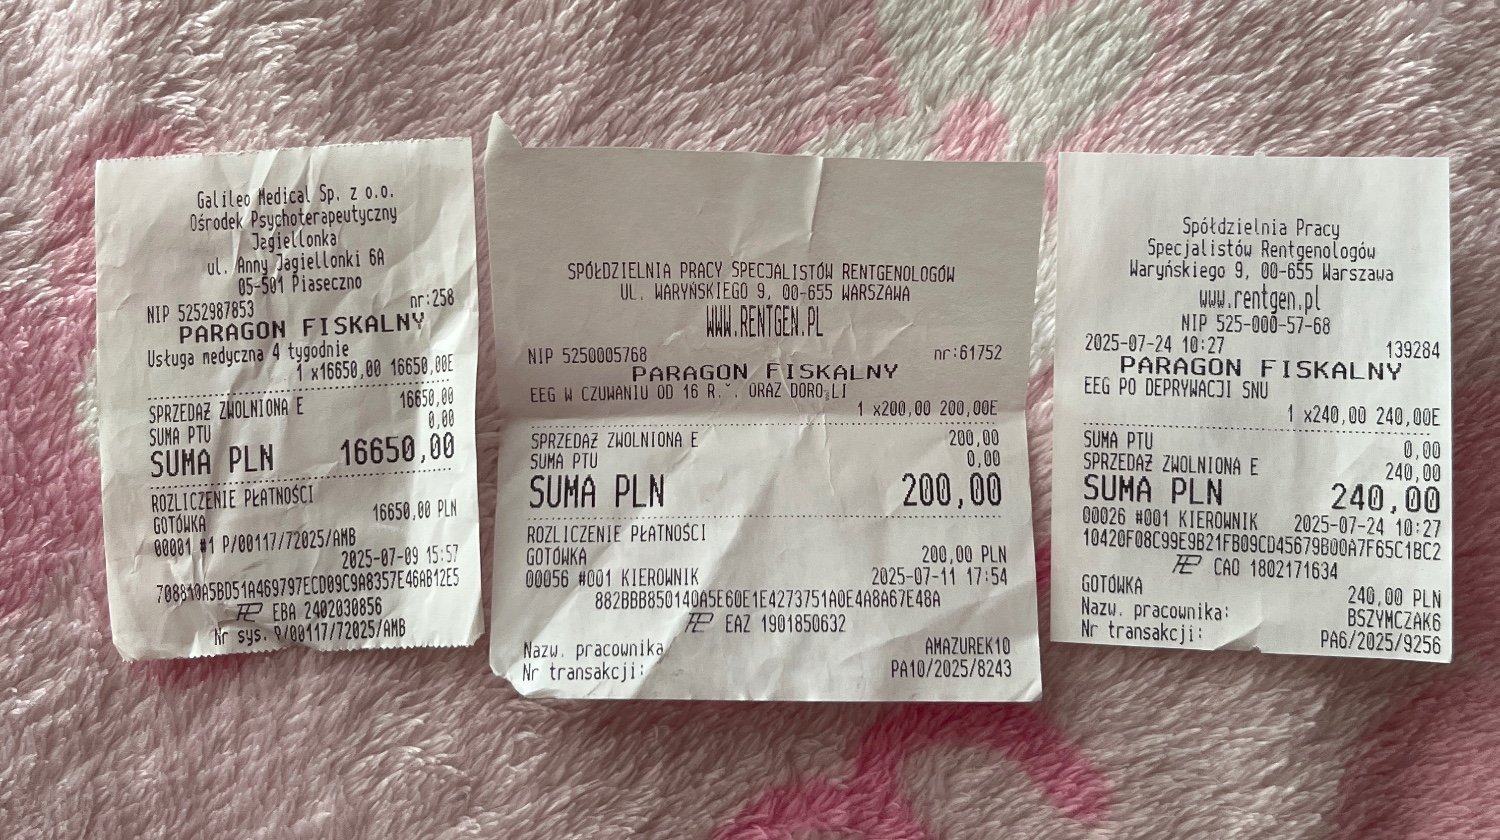 Galileo Medical Sp. z o.o.
Ośrodek Psychoterapeutyczny
Jagiellonka
ul. Anny Jagiellonki 6A
05-501 Piaseczno
NIP 5252987853 nr:258
PARAGON FISKALNY
Usługa medyczna 4 tygodnie
1 x16650,00 16650,00E
SPRZEDAŻ ZWOLNIONA E 16650,00
SUMA PTU 0,00
SUMA PLN 16650,00
ROZLICZENIE PŁATNOŚCI
GOTÓWKA 16650,00 PLN
00001 #1 P/00117/72025/AMB
2025-07-09 15:57
708810A5BD51A469797ECD09C9A8357E46AB12E5
EBA 2402030856
Nr sys. P/00117/72025/AMB
SPÓŁDZIELNIA PRACY SPECJALISTÓW RENTGENOLOGÓW
UL. WARYŃSKIEGO 9, 00-655 WARSZAWA
WWW.RENTGEN.PL
NIP 5250005768 nr:61752
PARAGON FISKALNY
EEG W CZUWANIU OD 16 R. . ORAZ DORO.LI
1 x200,00 200,00E
SPRZEDAŻ ZWOLNIONA E 200,00
SUMA PTU 0,00
SUMA PLN 200,00
ROZLICZENIE PŁATNOŚCI
GOTÓWKA 200,00 PLN
00056 #001 KIEROWNIK 2025-07-11 17:54
882BBB850140A5E60E1E4273751A0E4A8A67E48A
EAZ 1901850632
Nazw. pracownika AMAZUREK10
Nr transakcji: PA10/2025/8243
Spółdzielnia Pracy
Specjalistów Rentgenologów
Waryńskiego 9, 00-655 Warszawa
www.rentgen.pl
NIP 525-000-57-68
2025-07-24 10:27 139284
PARAGON FISKALNY
EEG PO DEPRYWACJI SNU
1 x240,00 240,00E
SUMA PTU 0,00
SPRZEDAŻ ZWOLNIONA E 240,00
SUMA PLN 240,00
00026 #001 KIEROWNIK 2025-07-24 10:27
10420F08C99E9B21FB09CD45679B00A7F65C1BC2
CAO 1802171634
GOTÓWKA 240,00 PLN
Nazw. pracownika: BSZYMCZAK6
Nr transakcji: PA6/2025/9256